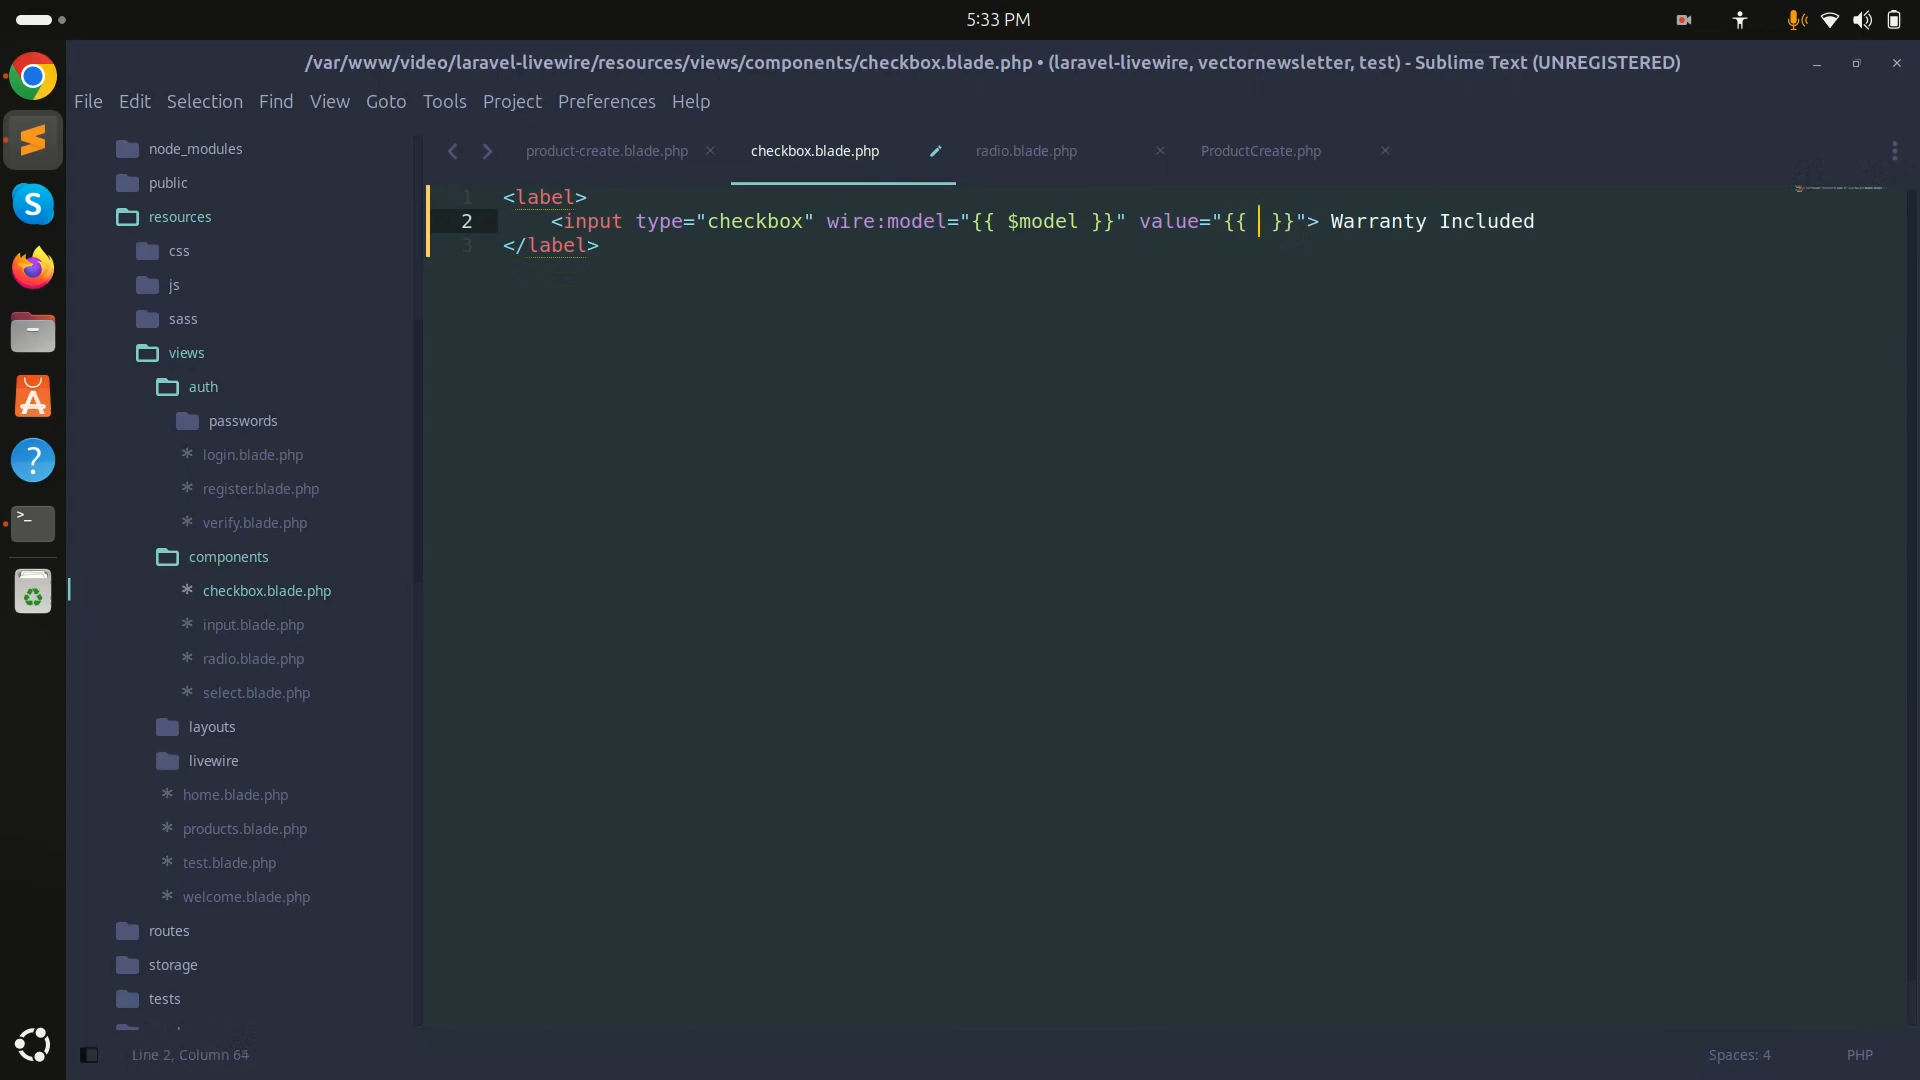 5:33 PM
/var/www/video/laravel-livewire/resources/views/components/checkbox.blade.php • (laravel-livewire, vectornewsletter, test) - Sublime Text (UNREGISTERED)
File Edit Selection Find View Goto Tools Project Preferences Help
product-create.blade.php checkbox.blade.php radio.blade.php ProductCreate.php
node_modules
public
resources
css
js
sass
views
auth
passwords
* login.blade.php
* register.blade.php
* verify.blade.php
components
* checkbox.blade.php
* input.blade.php
* radio.blade.php
* select.blade.php
layouts
livewire
* home.blade.php
* products.blade.php
* test.blade.php
* welcome.blade.php
routes
storage
tests
1 <label>
2 <input type="checkbox" wire:model="{{ $model }}" value="{{  }}"> Warranty Included
3 </label>
Line 2, Column 64
Spaces: 4 PHP